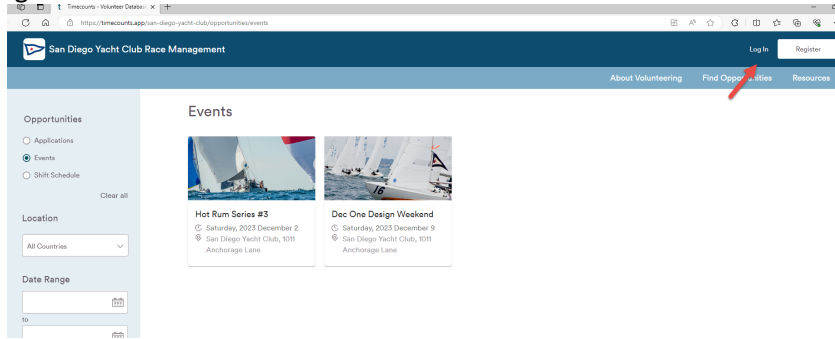 Timecounts - Volunteer Databas
https://timecounts.app/san-diego-yacht-club/opportunities/events
San Diego Yacht Club Race Management
Log In
Register
About Volunteering
Find Opportunities
Resources
Opportunities
Applications
Events
Shift Schedule
Clear all
Location
All Countries
Date Range
to
Events
Hot Rum Series #3
Saturday, 2023 December 2
San Diego Yacht Club, 1011
Anchorage Lane
16
Dec One Design Weekend
Saturday, 2023 December 9
San Diego Yacht Club, 1011
Anchorage Lane